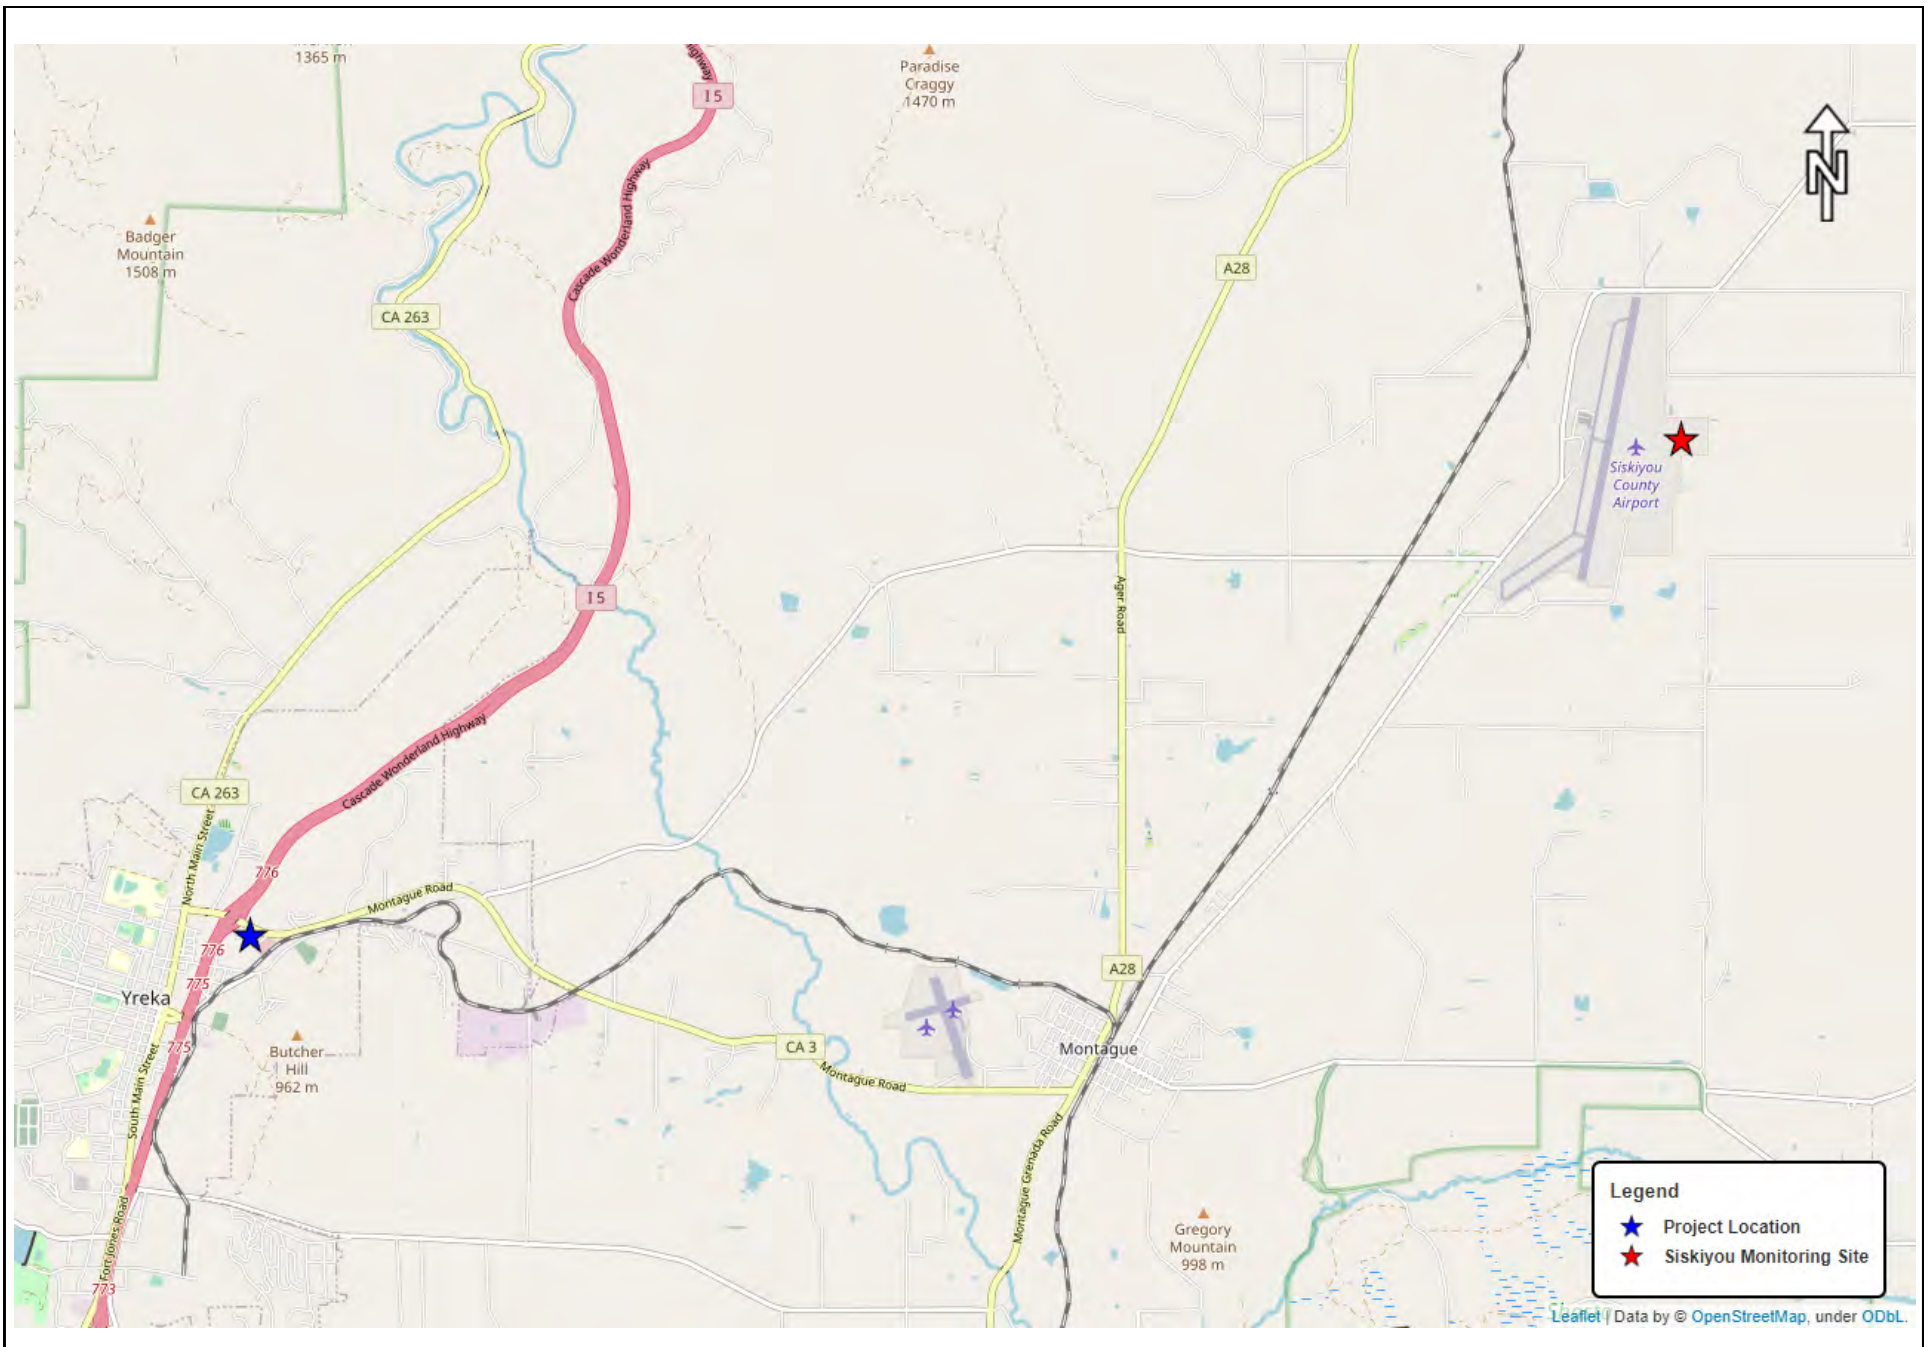 1365 m
Paradise
Craggy
1470 m
ighway
I 5
N
Cascade Wonderland Highway
Badger
Mountain
1508 m
A28
CA 263
Siskiyou
County
Airport
I 5
Ager Road
Cascade Wonderland Highway
CA 263
North Main Street
776
Montague Road
776
A28
775
Yreka
775
Butcher
Hill
962 m
CA 3
Montague
Montague Road
South Main Street
Montague Grenada Road
Fort Jones Road
773
Gregory
Mountain
998 m
Legend
Project Location
Siskiyou Monitoring Site
Leaflet | Data by © OpenStreetMap, under ODbL.